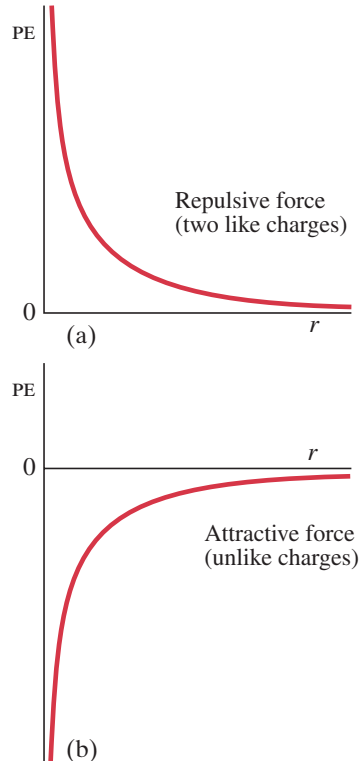 PE
Repulsive force
(two like charges)
0
r
(a)
PE
r
0
Attractive force
(unlike charges)
(b)